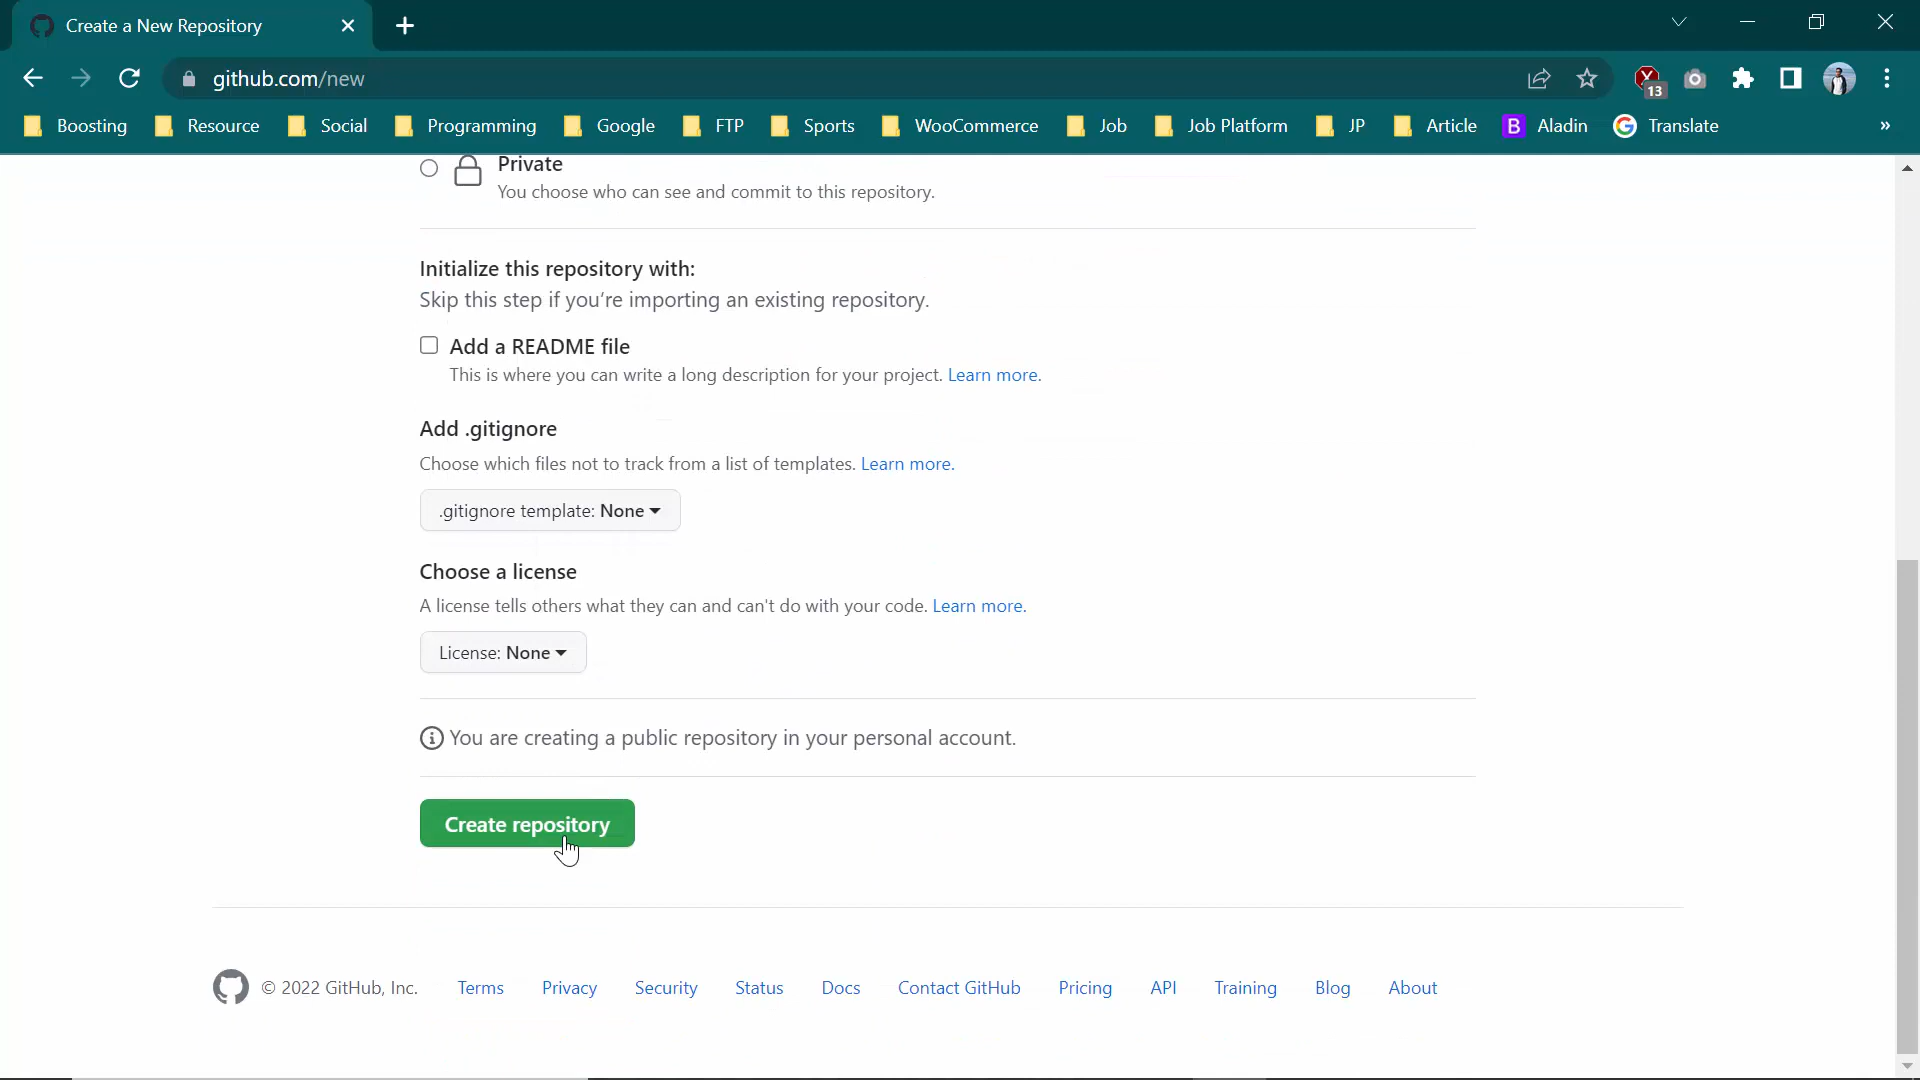 Create a New Repository
github.com/new
13
Boosting Resource Social Programming Google FTP Sports WooCommerce Job Job Platform JP Article B Aladin G Translate »
Private
You choose who can see and commit to this repository.
Initialize this repository with:
Skip this step if you’re importing an existing repository.
Add a README file
This is where you can write a long description for your project. Learn more.
Add .gitignore
Choose which files not to track from a list of templates. Learn more.
.gitignore template: None
Choose a license
A license tells others what they can and can't do with your code. Learn more.
License: None
You are creating a public repository in your personal account.
Create repository
© 2022 GitHub, Inc. Terms Privacy Security Status Docs Contact GitHub Pricing API Training Blog About